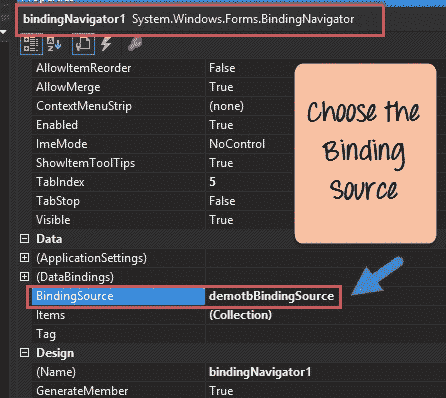 bindingNavigator1 System.Windows.Forms.BindingNavigator
AllowItemReorder False
AllowMerge True
ContextMenuStrip (none)
Enabled True
ImeMode NoControl
ShowItemToolTips True
TabIndex 5
TabStop False
Visible True
Data
(ApplicationSettings)
(DataBindings)
BindingSource demotbBindingSource
Items (Collection)
Tag
Design
(Name) bindingNavigator1
GenerateMember True
Choose the
Binding
Source